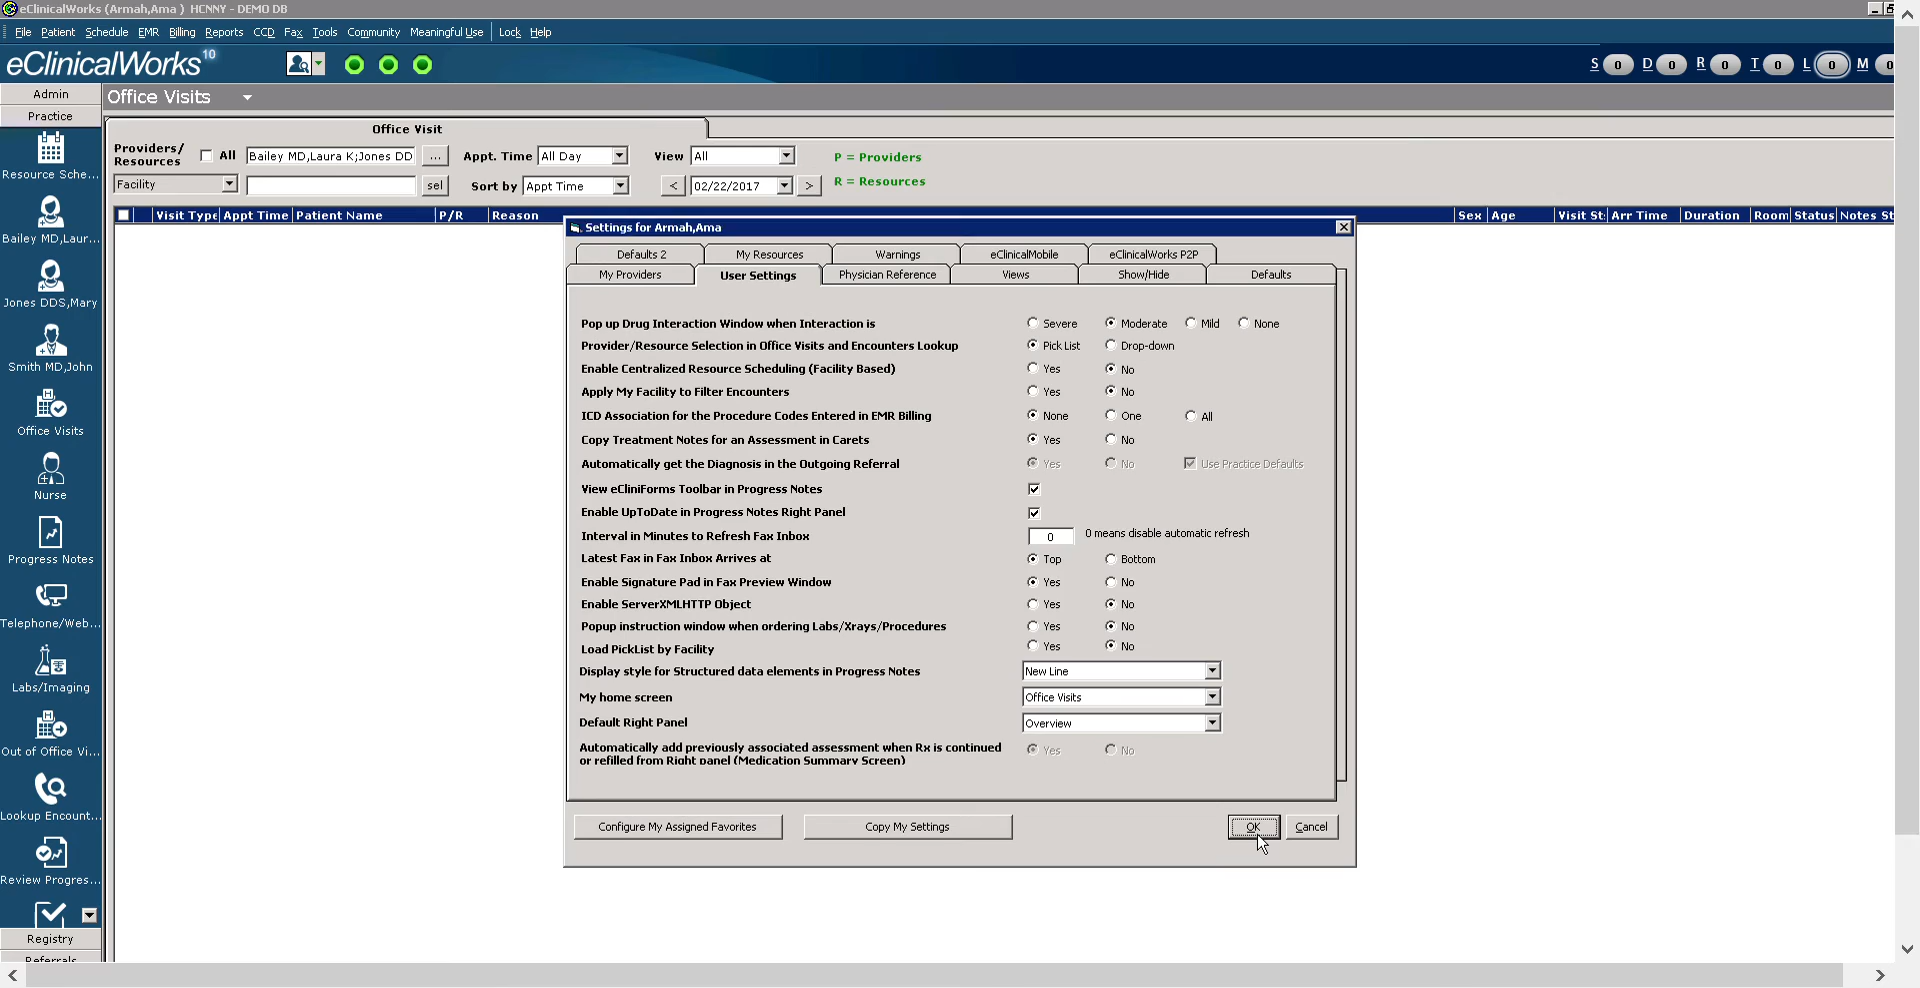 eClinicalWorks (Armah,Ama ) HCNNY - DEMO DB
File Patient Schedule EMR Billing Reports CCD Fax Tools Community Meaningful Use Lock Help
eClinicalWorks 10
S 0 D 0 R 0 T 0 L 0 M 0
Admin
Practice
Office Visits
Office Visit
Providers/
Resources
All
Bailey MD,Laura K;Jones DD
...
Appt. Time
All Day
View
All
P = Providers
Facility
sel
Sort by
Appt Time
<
02/22/2017
>
R = Resources
Visit Type Appt Time Patient Name P/R Reason Sex Age Visit St: Arr Time Duration Room Status Notes St
Resource Sche...
Bailey MD,Laur...
Jones DDS,Mary
Smith MD,John
Office Visits
Nurse
Progress Notes
Telephone/Web...
Labs/Imaging
Out of Office Vi...
Lookup Encount...
Review Progres...
Registry
Referrals
Settings for Armah,Ama
Defaults 2 My Resources Warnings eClinicalMobile eClinicalWorks P2P
My Providers User Settings Physician Reference Views Show/Hide Defaults
Pop up Drug Interaction Window when Interaction is Severe Moderate Mild None
Provider/Resource Selection in Office Visits and Encounters Lookup Pick List Drop-down
Enable Centralized Resource Scheduling (Facility Based) Yes No
Apply My Facility to Filter Encounters Yes No
ICD Association for the Procedure Codes Entered in EMR Billing None One All
Copy Treatment Notes for an Assessment in Carets Yes No
Automatically get the Diagnosis in the Outgoing Referral Yes No Use Practice Defaults
View eCliniForms Toolbar in Progress Notes
Enable UpToDate in Progress Notes Right Panel
Interval in Minutes to Refresh Fax Inbox 0 0 means disable automatic refresh
Latest Fax in Fax Inbox Arrives at Top Bottom
Enable Signature Pad in Fax Preview Window Yes No
Enable ServerXMLHTTP Object Yes No
Popup instruction window when ordering Labs/Xrays/Procedures Yes No
Load PickList by Facility Yes No
Display style for Structured data elements in Progress Notes New Line
My home screen Office Visits
Default Right Panel Overview
Automatically add previously associated assessment when Rx is continued Yes No
or refilled from Right panel (Medication Summary Screen)
Configure My Assigned Favorites Copy My Settings OK Cancel